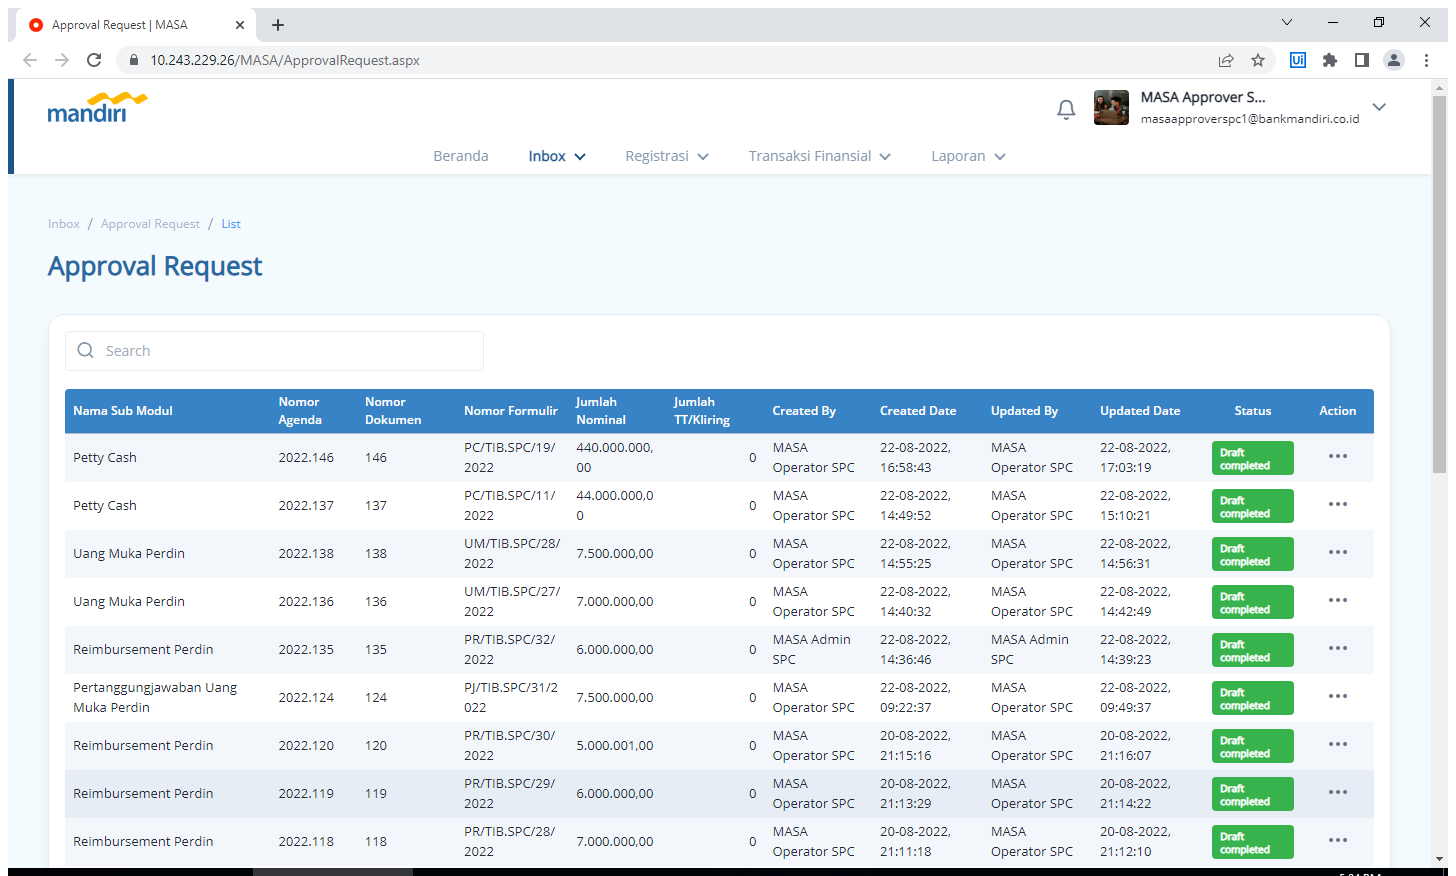 Approval Request | MASA
10.243.229.26/MASA/ApprovalRequest.aspx
mandiri
MASA Approver S...
masaapproverspc1@bankmandiri.co.id
Beranda Inbox Registrasi Transaksi Finansial Laporan
Inbox / Approval Request / List
Approval Request
Search
Nama Sub Modul Nomor Agenda Nomor Dokumen Nomor Formulir Jumlah Nominal Jumlah TT/Kliring Created By Created Date Updated By Updated Date Status Action
Petty Cash 2022.146 146 PC/TIB.SPC/19/2022 440.000.000,00 0 MASA Operator SPC 22-08-2022, 16:58:43 MASA Operator SPC 22-08-2022, 17:03:19 Draft completed •••
Petty Cash 2022.137 137 PC/TIB.SPC/11/2022 44.000.000,00 0 MASA Operator SPC 22-08-2022, 14:49:52 MASA Operator SPC 22-08-2022, 15:10:21 Draft completed •••
Uang Muka Perdin 2022.138 138 UM/TIB.SPC/28/2022 7.500.000,00 0 MASA Operator SPC 22-08-2022, 14:55:25 MASA Operator SPC 22-08-2022, 14:56:31 Draft completed •••
Uang Muka Perdin 2022.136 136 UM/TIB.SPC/27/2022 7.000.000,00 0 MASA Operator SPC 22-08-2022, 14:40:32 MASA Operator SPC 22-08-2022, 14:42:49 Draft completed •••
Reimbursement Perdin 2022.135 135 PR/TIB.SPC/32/2022 6.000.000,00 0 MASA Admin SPC 22-08-2022, 14:36:46 MASA Admin SPC 22-08-2022, 14:39:23 Draft completed •••
Pertanggungjawaban Uang Muka Perdin 2022.124 124 PJ/TIB.SPC/31/2022 7.500.000,00 0 MASA Operator SPC 22-08-2022, 09:22:37 MASA Operator SPC 22-08-2022, 09:49:37 Draft completed •••
Reimbursement Perdin 2022.120 120 PR/TIB.SPC/30/2022 5.000.001,00 0 MASA Operator SPC 20-08-2022, 21:15:16 MASA Operator SPC 20-08-2022, 21:16:07 Draft completed •••
Reimbursement Perdin 2022.119 119 PR/TIB.SPC/29/2022 6.000.000,00 0 MASA Operator SPC 20-08-2022, 21:13:29 MASA Operator SPC 20-08-2022, 21:14:22 Draft completed •••
Reimbursement Perdin 2022.118 118 PR/TIB.SPC/28/2022 7.000.000,00 0 MASA Operator SPC 20-08-2022, 21:11:18 MASA Operator SPC 20-08-2022, 21:12:10 Draft completed •••